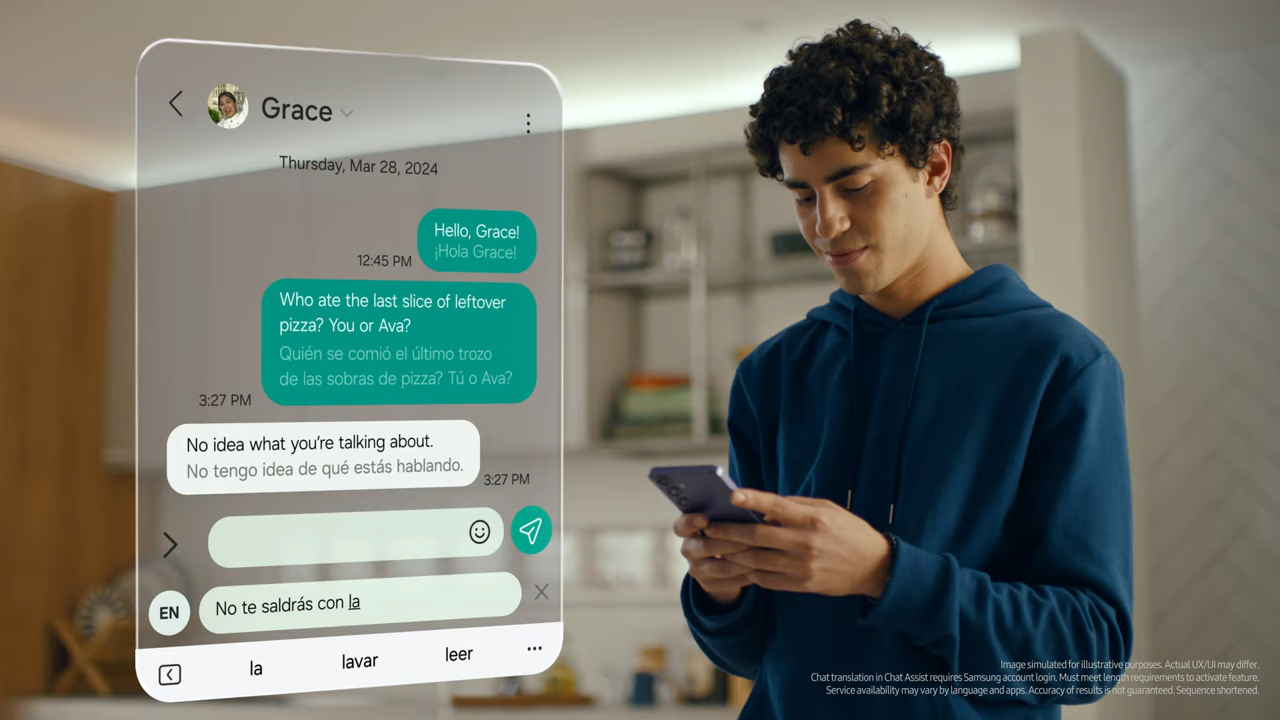 Grace
Thursday, Mar 28, 2024
Hello, Grace!
¡Hola Grace!
12:45 PM
Who ate the last slice of leftover
pizza? You or Ava?
Quién se comió el último trozo
de las sobras de pizza? Tú o Ava?
3:27 PM
No idea what you're talking about.
No tengo idea de qué estás hablando.
3:27 PM
EN
No te saldrás con la
la
lavar
leer
Image simulated for illustrative purposes. Actual UX/UI may differ.
Chat translation in Chat Assist requires Samsung account login. Must meet length requirements to activate feature.
Service availability may vary by language and apps. Accuracy of results is not guaranteed. Sequence shortened.